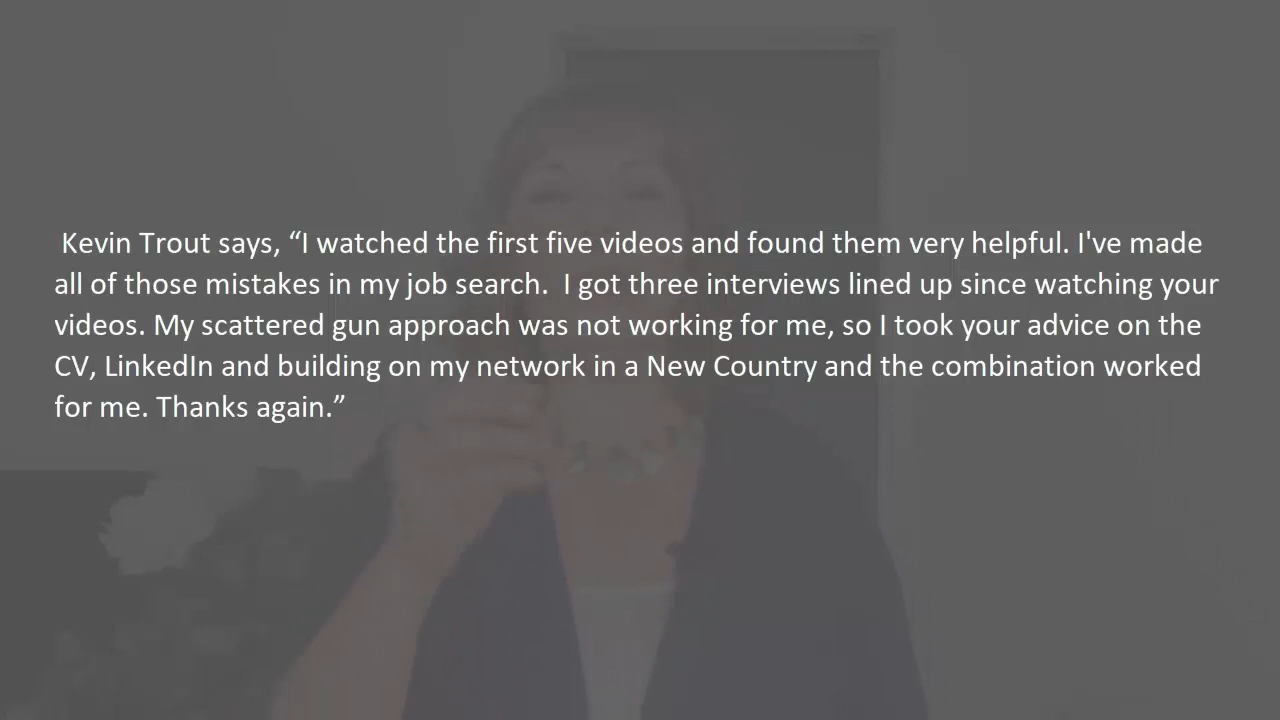 Kevin Trout says, “I watched the first five videos and found them very helpful. I've made
all of those mistakes in my job search.  I got three interviews lined up since watching your
videos. My scattered gun approach was not working for me, so I took your advice on the
CV, LinkedIn and building on my network in a New Country and the combination worked
for me. Thanks again.”